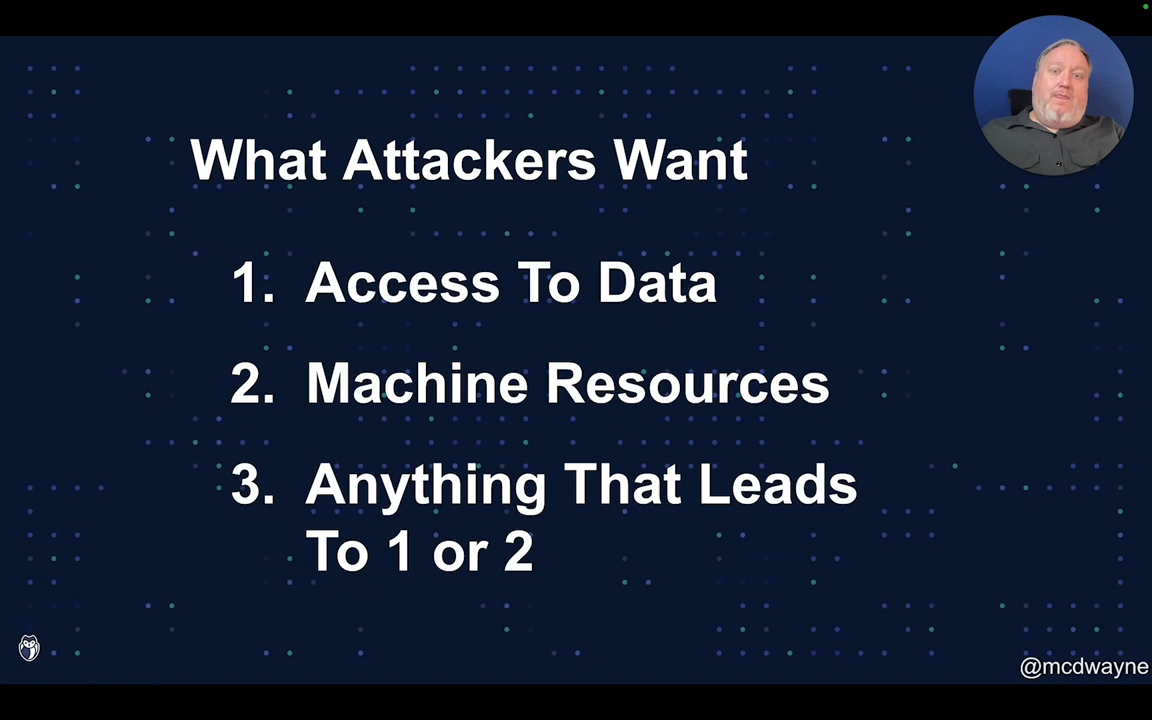 What Attackers Want
1. Access To Data
2. Machine Resources
3. Anything That Leads
To 1 or 2
@mcdwayne